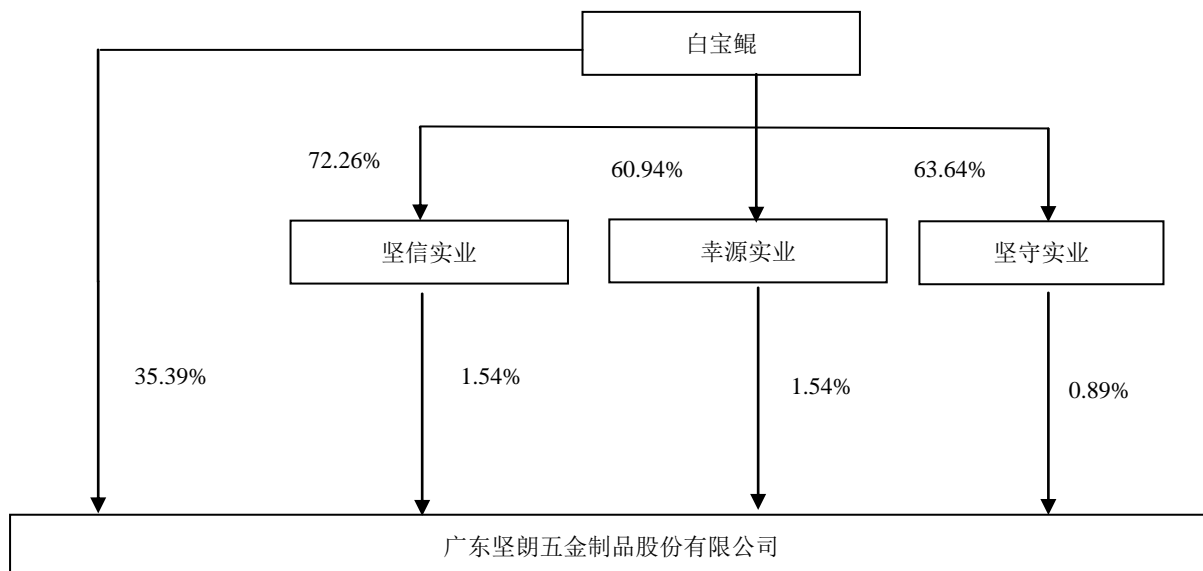 白宝鲲
72.26%
60.94%
63.64%
坚信实业
幸源实业
坚守实业
35.39%
1.54%
1.54%
0.89%
广东坚朗五金制品股份有限公司